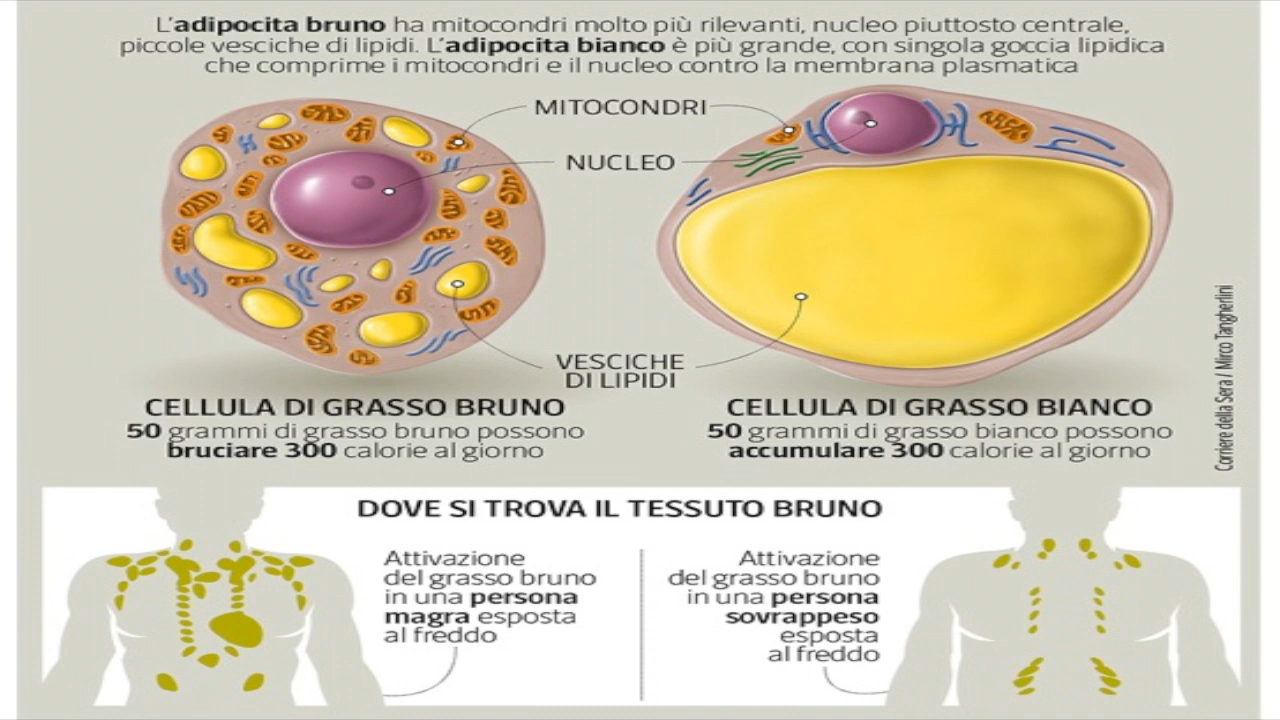 L'adipocita bruno ha mitocondri molto più rilevanti, nucleo piuttosto centrale,
piccole vesciche di lipidi. L'adipocita bianco è più grande, con singola goccia lipidica
che comprime i mitocondri e il nucleo contro la membrana plasmatica
MITOCONDRI
NUCLEO
VESCICHE
DI LIPIDI
CELLULA DI GRASSO BRUNO
50 grammi di grasso bruno possono
bruciare 300 calorie al giorno
CELLULA DI GRASSO BIANCO
50 grammi di grasso bianco possono
accumulare 300 calorie al giorno
Corriere della Sera / Mirco Tangherlini
DOVE SI TROVA IL TESSUTO BRUNO
Attivazione
del grasso bruno
in una persona
magra esposta
al freddo
Attivazione
del grasso bruno
in una persona
sovrappeso
esposta
al freddo